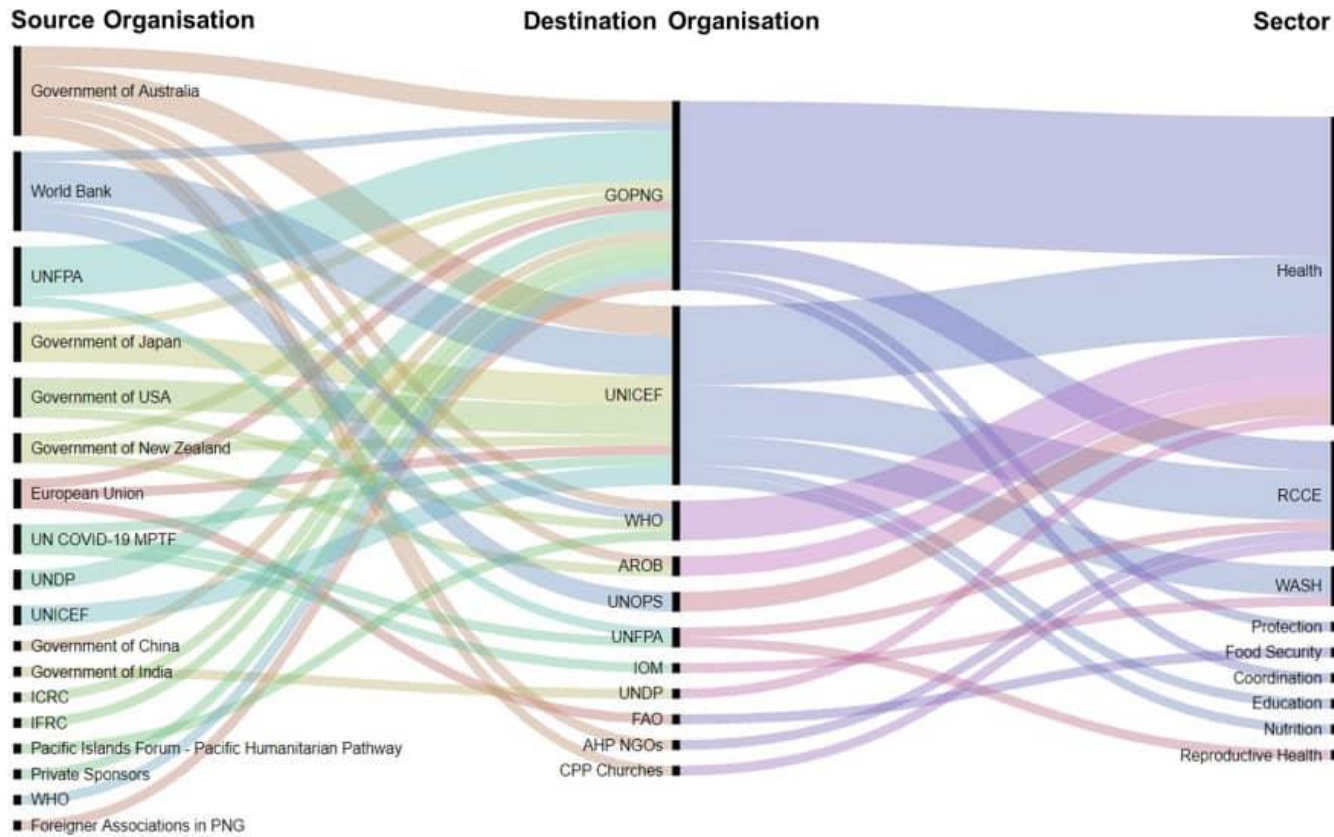 Source Organisation
Destination Organisation
Sector
Government of Australia
World Bank
UNFPA
Government of Japan
Government of USA
Government of New Zealand
European Union
UN COVID-19 MPTF
UNDP
UNICEF
Government of China
Government of India
ICRC
IFRC
Pacific Islands Forum - Pacific Humanitarian Pathway
Private Sponsors
WHO
Foreigner Associations in PNG
GOPNG
UNICEF
WHO
AROB
UNOPS
UNFPA
IOM
UNDP
FAO
AHP NGOs
CPP Churches
Health
RCCE
WASH
Protection
Food Security
Coordination
Education
Nutrition
Reproductive Health